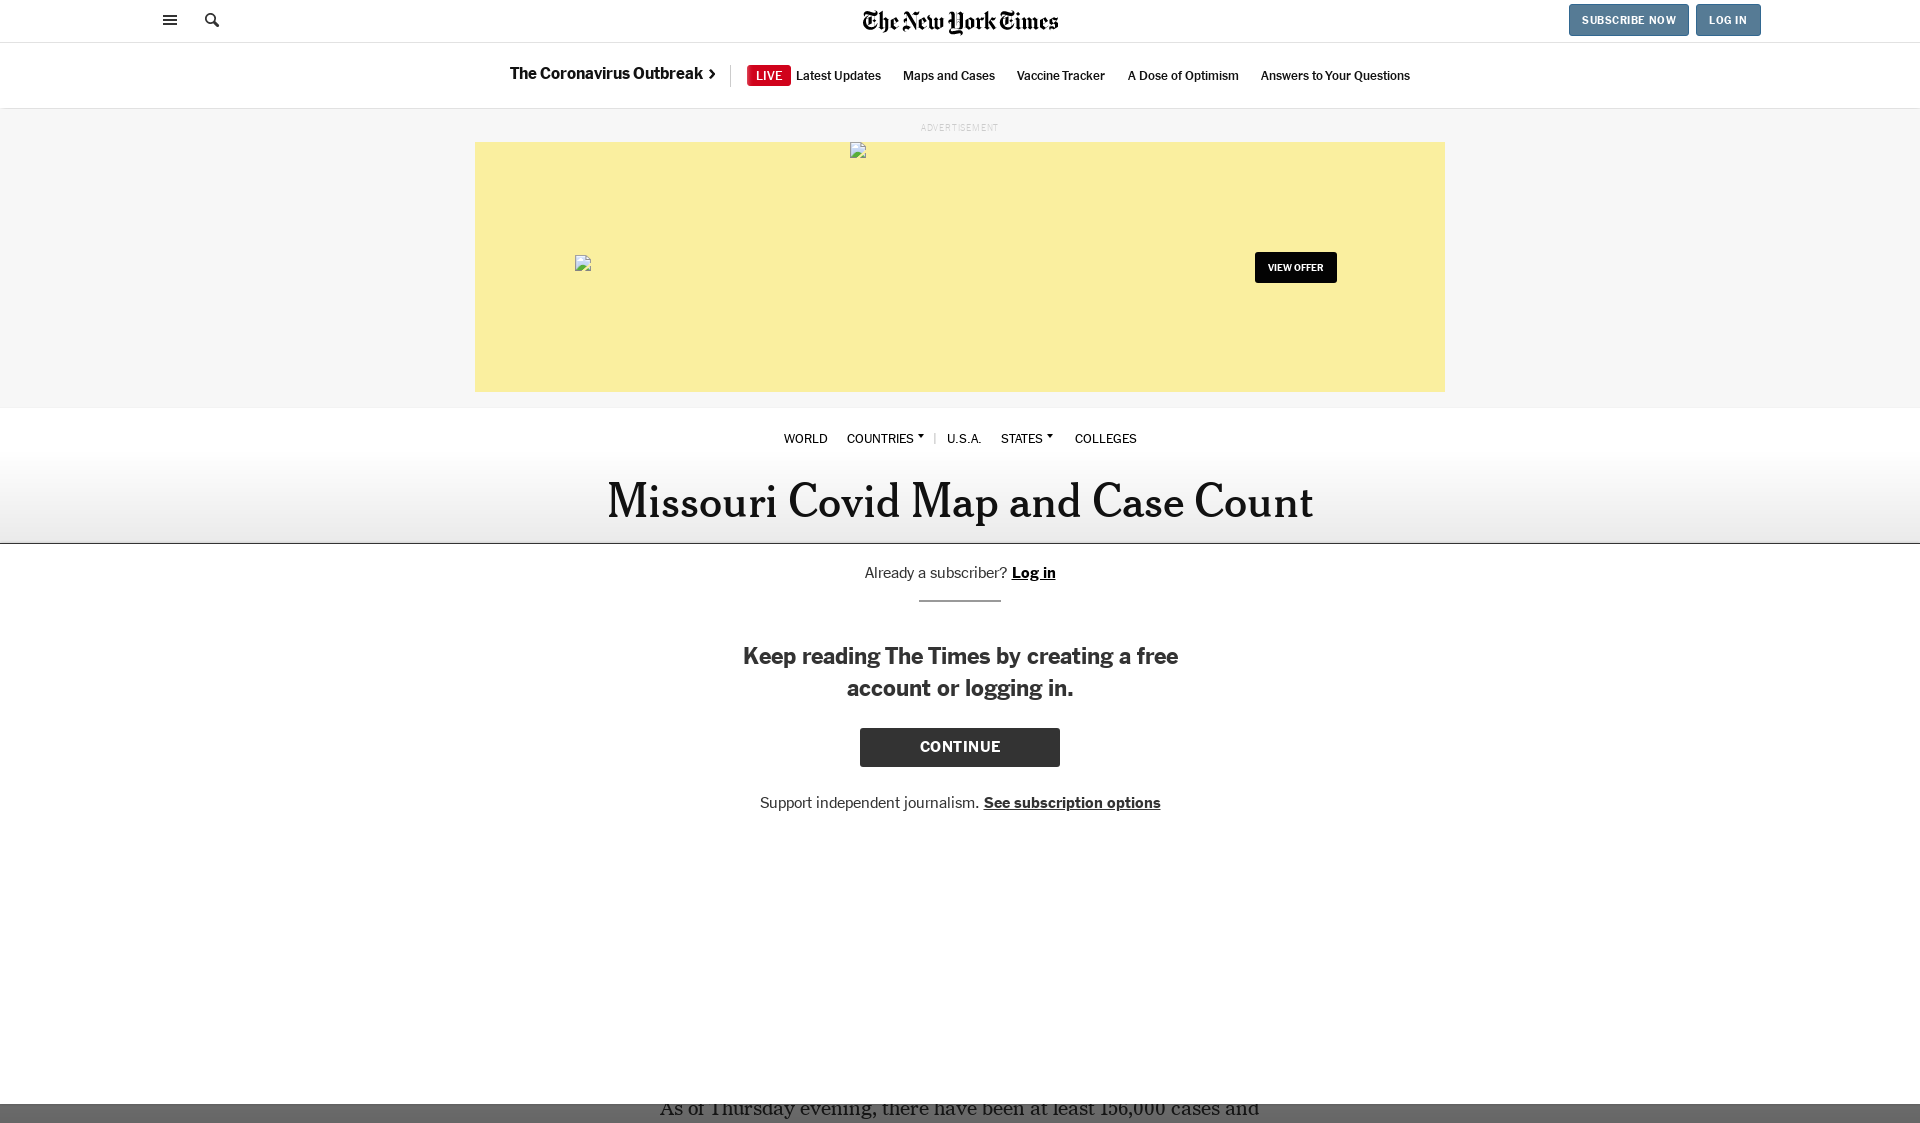 The New York Times
SUBSCRIBE NOW
LOG IN
The Coronavirus Outbreak ›
LIVE Latest Updates
Maps and Cases
Vaccine Tracker
A Dose of Optimism
Answers to Your Questions
ADVERTISEMENT
VIEW OFFER
WORLD COUNTRIES | U.S.A. STATES COLLEGES
Missouri Covid Map and Case Count
Already a subscriber? Log in
Keep reading The Times by creating a free
account or logging in.
CONTINUE
Support independent journalism. See subscription options
As of Thursday evening, there have been at least 156,000 cases and